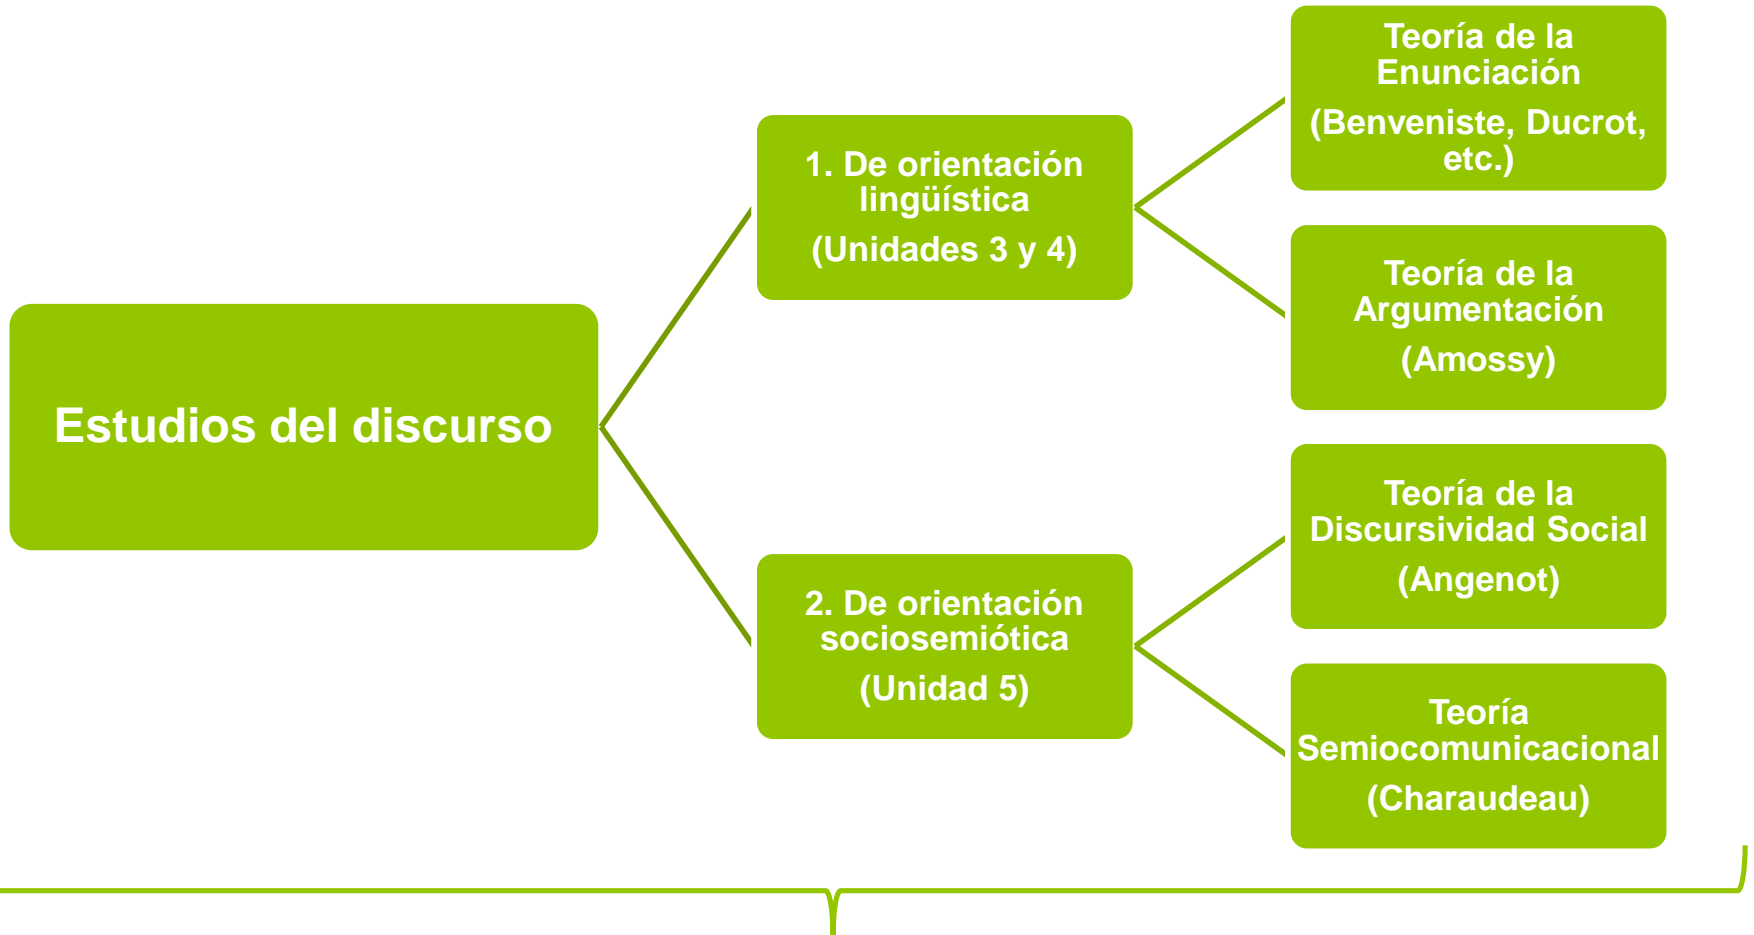 Estudios del discurso
1. De orientación
lingüística
(Unidades 3 y 4)
2. De orientación
sociosemiótica
(Unidad 5)
Teoría de la
Enunciación
(Benveniste, Ducrot,
etc.)
Teoría de la
Argumentación
(Amossy)
Teoría de la
Discursividad Social
(Angenot)
Teoría
Semiocomunicacional
(Charaudeau)